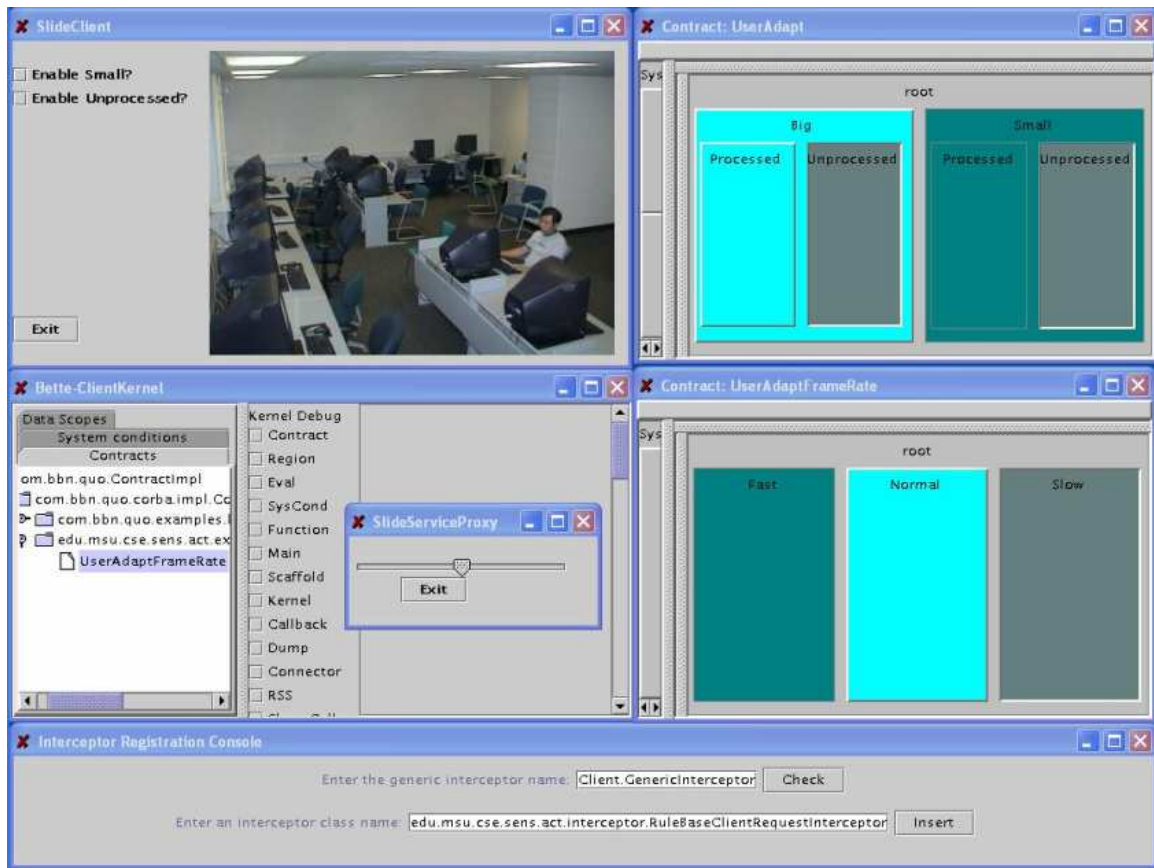 SlideClient
Enable Small?
Enable Unprocessed?
Exit
Contract: UserAdapt
Sys
root
Big
Small
Processed
Unprocessed
Processed
Unprocessed
Bette-ClientKernel
Data Scopes
System conditions
Contracts
om.bbn.quo.ContractImpl
com.bbn.quo.corba.impl.Co
com.bbn.quo.examples.
edu.msu.cse.sens.act.ex
UserAdaptFrameRate
Kernel Debug
Contract
Region
Eval
SysCond
Function
Main
Scaffold
Kernel
Callback
Dump
Connector
RSS
SlideServiceProxy
Exit
Contract: UserAdaptFrameRate
Sys
root
Fast
Normal
Slow
Interceptor Registration Console
Enter the generic interceptor name: Client.GenericInterceptor Check
Enter an interceptor class name: edu.msu.cse.sens.act.interceptor.RuleBaseClientRequestInterceptor Insert